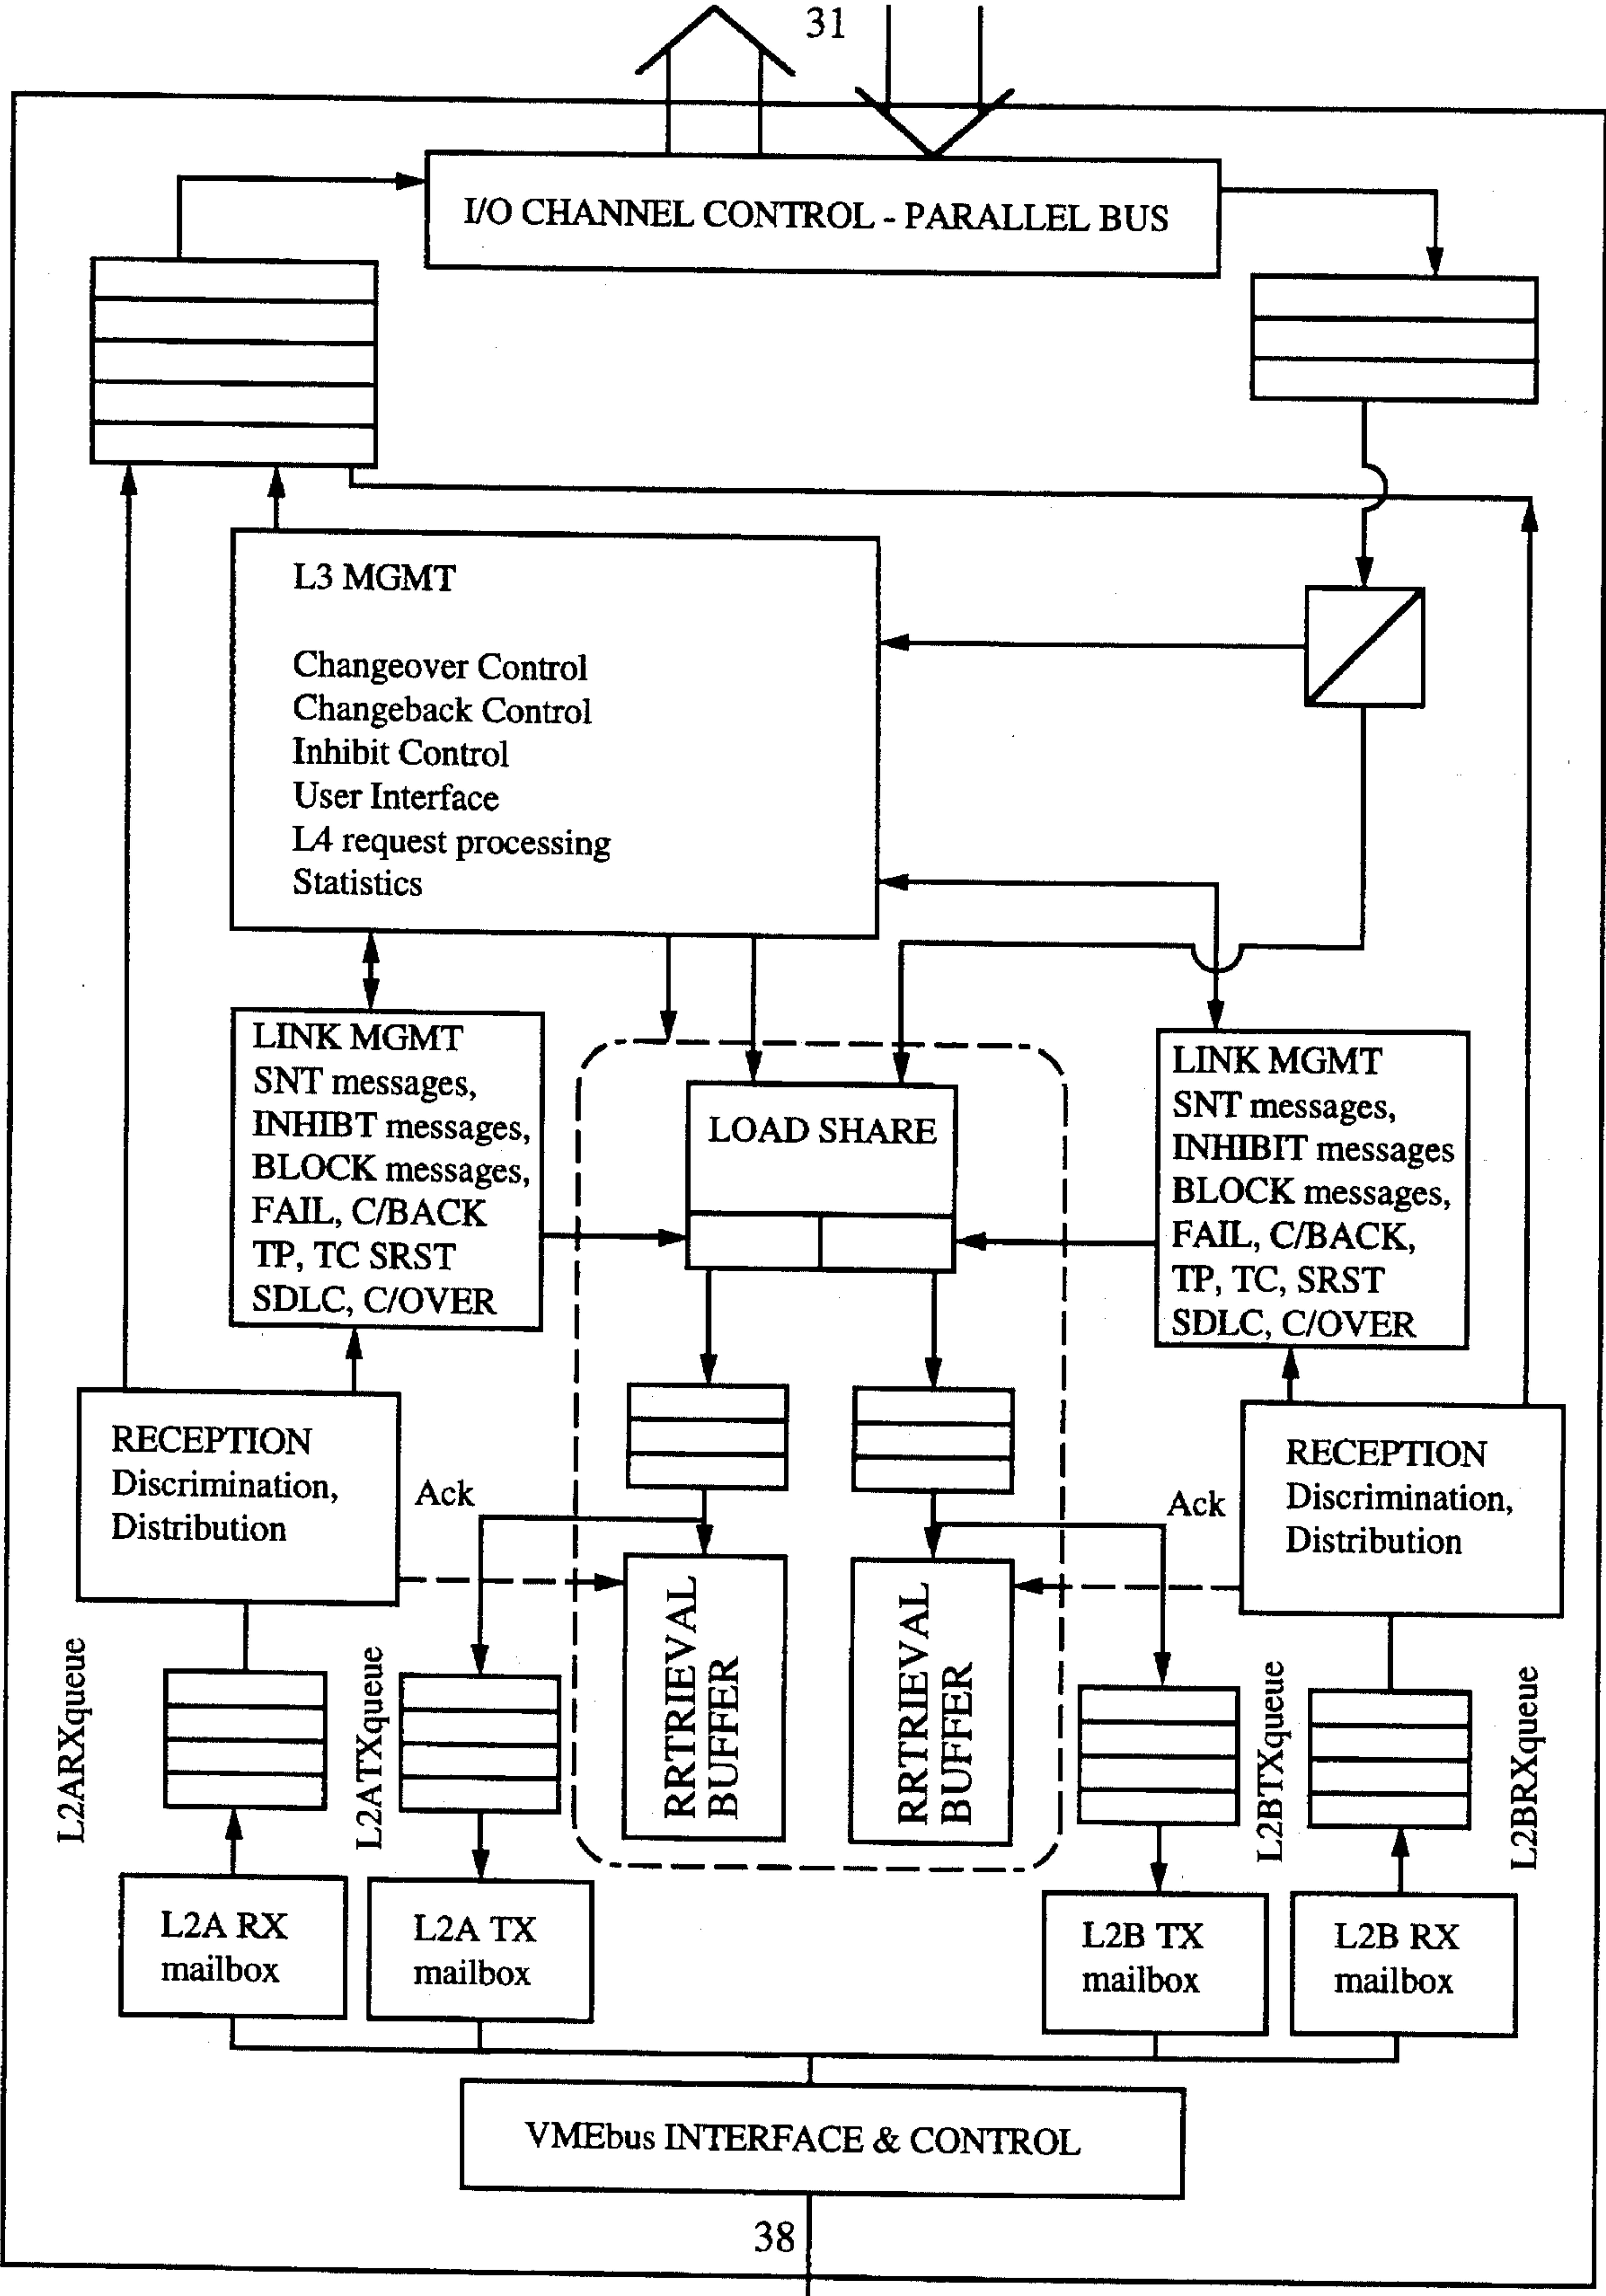 31
I/O CHANNEL CONTROL - PARALLEL BUS
L3 MGMT
Changeover Control
Changeback Control
Inhibit Control
User Interface
L4 request processing
Statistics
LINK MGMT
SNT messages,
INHIBT messages,
BLOCK messages,
FAIL, C/BACK
TP, TC SRST
SDLC, C/OVER
LOAD SHARE
LINK MGMT
SNT messages,
INHIBIT messages
BLOCK messages,
FAIL, C/BACK,
TP, TC, SRST
SDLC, C/OVER
RECEPTION
Discrimination,
Distribution
Ack
Ack
RECEPTION
Discrimination,
Distribution
L2ARXqueue
L2ATXqueue
RRTRIEVAL
BUFFER
RRTRIEVAL
BUFFER
L2BTXqueue
L2BRXqueue
L2A RX
mailbox
L2A TX
mailbox
L2B TX
mailbox
L2B RX
mailbox
VMEbus INTERFACE & CONTROL
38